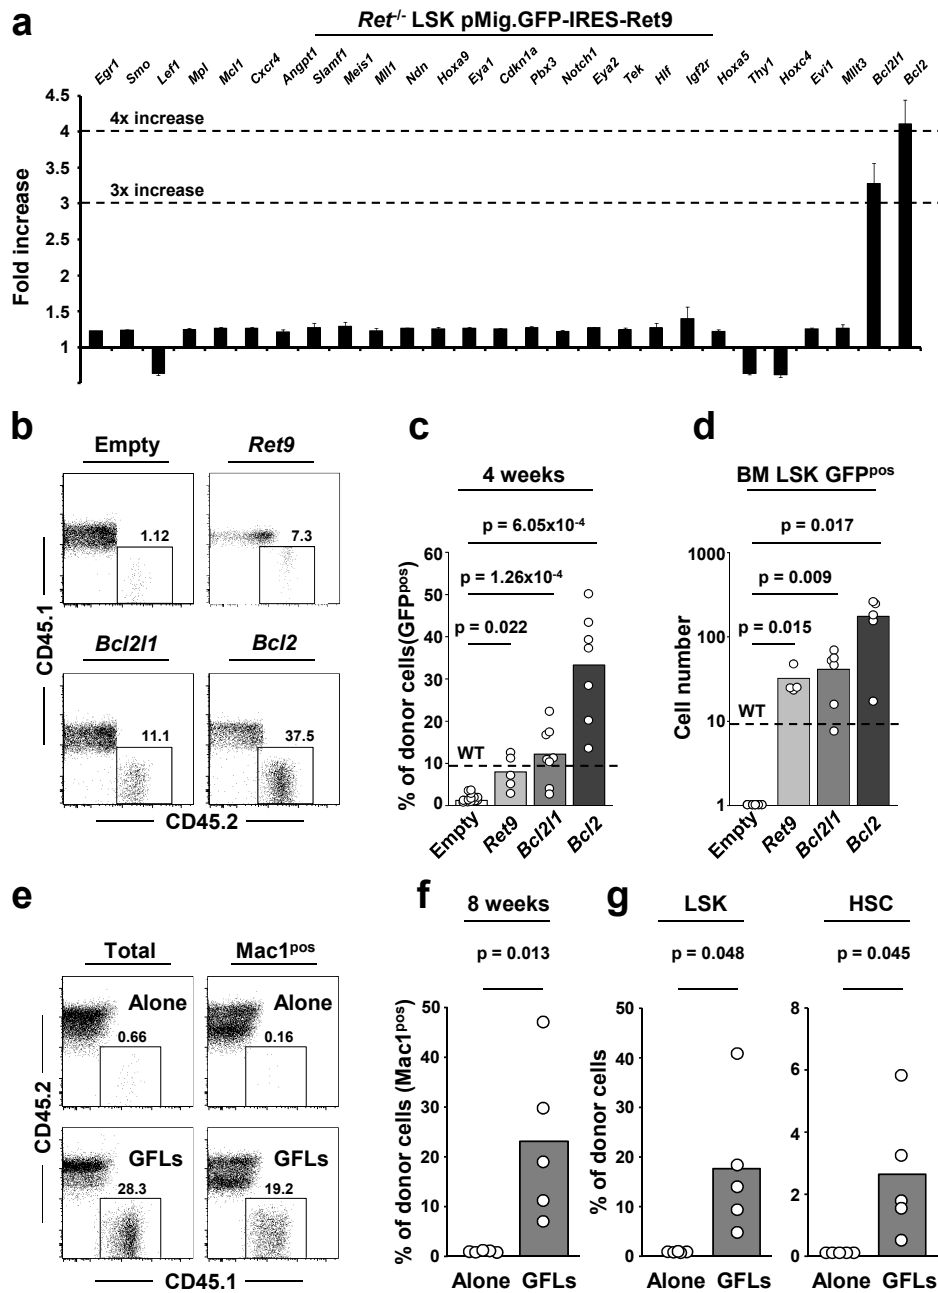 a
Ret-/- LSK pMig.GFP-IRES-Ret9
Egr1 Smo Lef1 Mpl Mcl1 Cxcr4 Angpt1 Slamf1 Meis1 Mll1 Ndn Hoxa9 Eya1 Cdkn1a Pbx3 Notch1 Eya2 Tek Hlf Igf2r Hoxa5 Thy1 Hoxc4 Evi1 Mllt3 Bcl2l1 Bcl2
Fold increase
4.5
4
3.5
3
2.5
2
1.5
1
4x increase
3x increase
b
Empty Ret9
1.12 7.3
Bcl2l1 Bcl2
11.1 37.5
CD45.1
CD45.2
c
4 weeks
p = 6.05x10-4
p = 1.26x10-4
p = 0.022
% of donor cells(GFPpos)
60
50
40
30
20
10
0
WT
Empty Ret9 Bcl2l1 Bcl2
d
BM LSK GFPpos
p = 0.017
p = 0.009
p = 0.015
Cell number
1000
100
10
1
WT
Empty Ret9 Bcl2l1 Bcl2
e
Total Mac1pos
Alone Alone
0.66 0.16
GFLs GFLs
28.3 19.2
CD45.2
CD45.1
f
8 weeks
p = 0.013
% of donor cells (Mac1pos)
50
40
30
20
10
0
Alone GFLs
g
LSK
p = 0.048
% of donor cells
50
40
30
20
10
0
Alone GFLs
HSC
p = 0.045
8
6
4
2
0
Alone GFLs